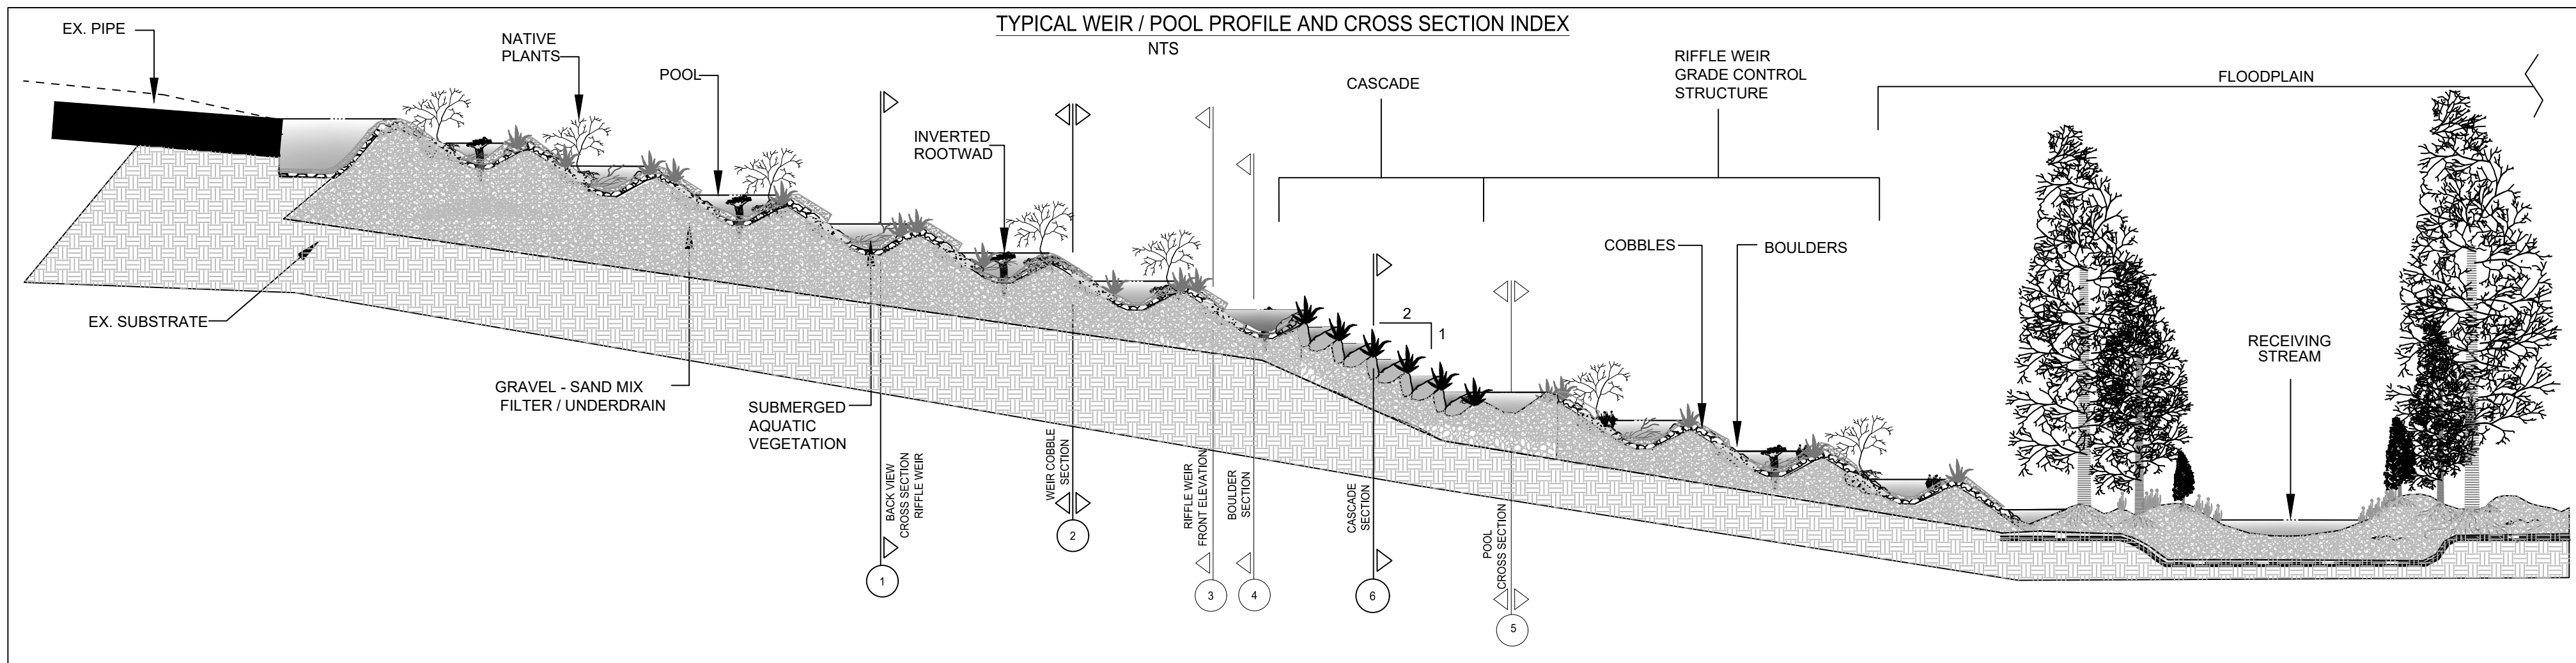 TYPICAL WEIR / POOL PROFILE AND CROSS SECTION INDEX
NTS
EX. PIPE
NATIVE
PLANTS
POOL
INVERTED
ROOTWAD
CASCADE
RIFFLE WEIR
GRADE CONTROL
STRUCTURE
FLOODPLAIN
COBBLES
BOULDERS
EX. SUBSTRATE
2
1
RECEIVING
STREAM
GRAVEL - SAND MIX
FILTER / UNDERDRAIN
SUBMERGED
AQUATIC
VEGETATION
BACK VIEW
CROSS SECTION
RIFFLE WEIR
WEIR COBBLE
SECTION
RIFFLE WEIR
FRONT ELEVATION
BOULDER
SECTION
CASCADE
SECTION
POOL
CROSS SECTION
1
2
3
4
6
5